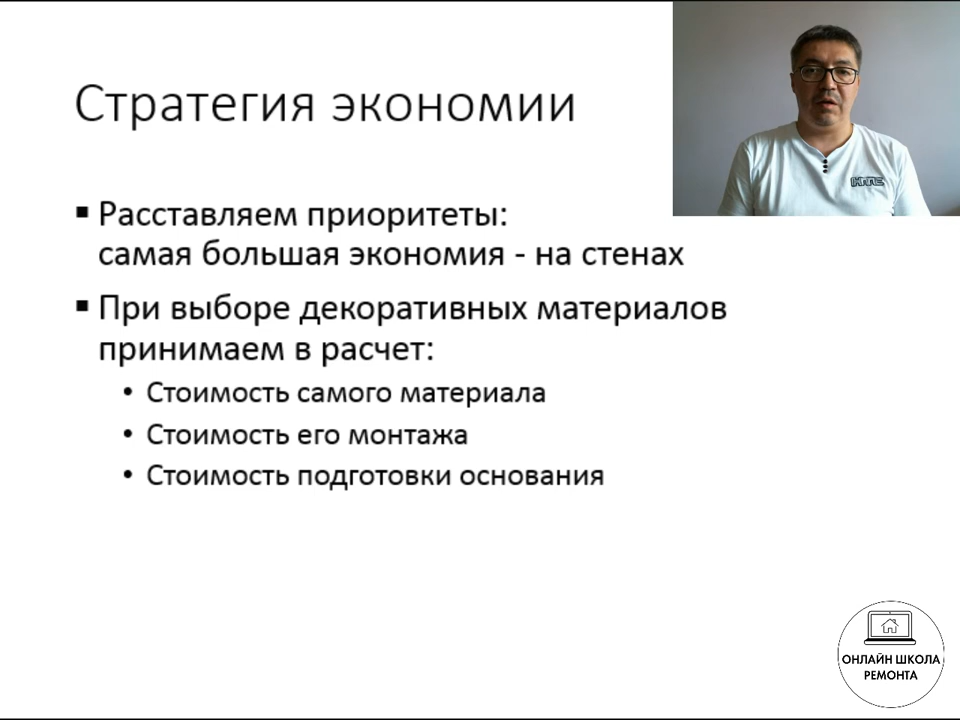 Стратегия экономии
▪ Расставляем приоритеты:
самая большая экономия - на стенах
▪ При выборе декоративных материалов
принимаем в расчет:
• Стоимость самого материала
• Стоимость его монтажа
• Стоимость подготовки основания
ОНЛАЙН ШКОЛА
РЕМОНТА